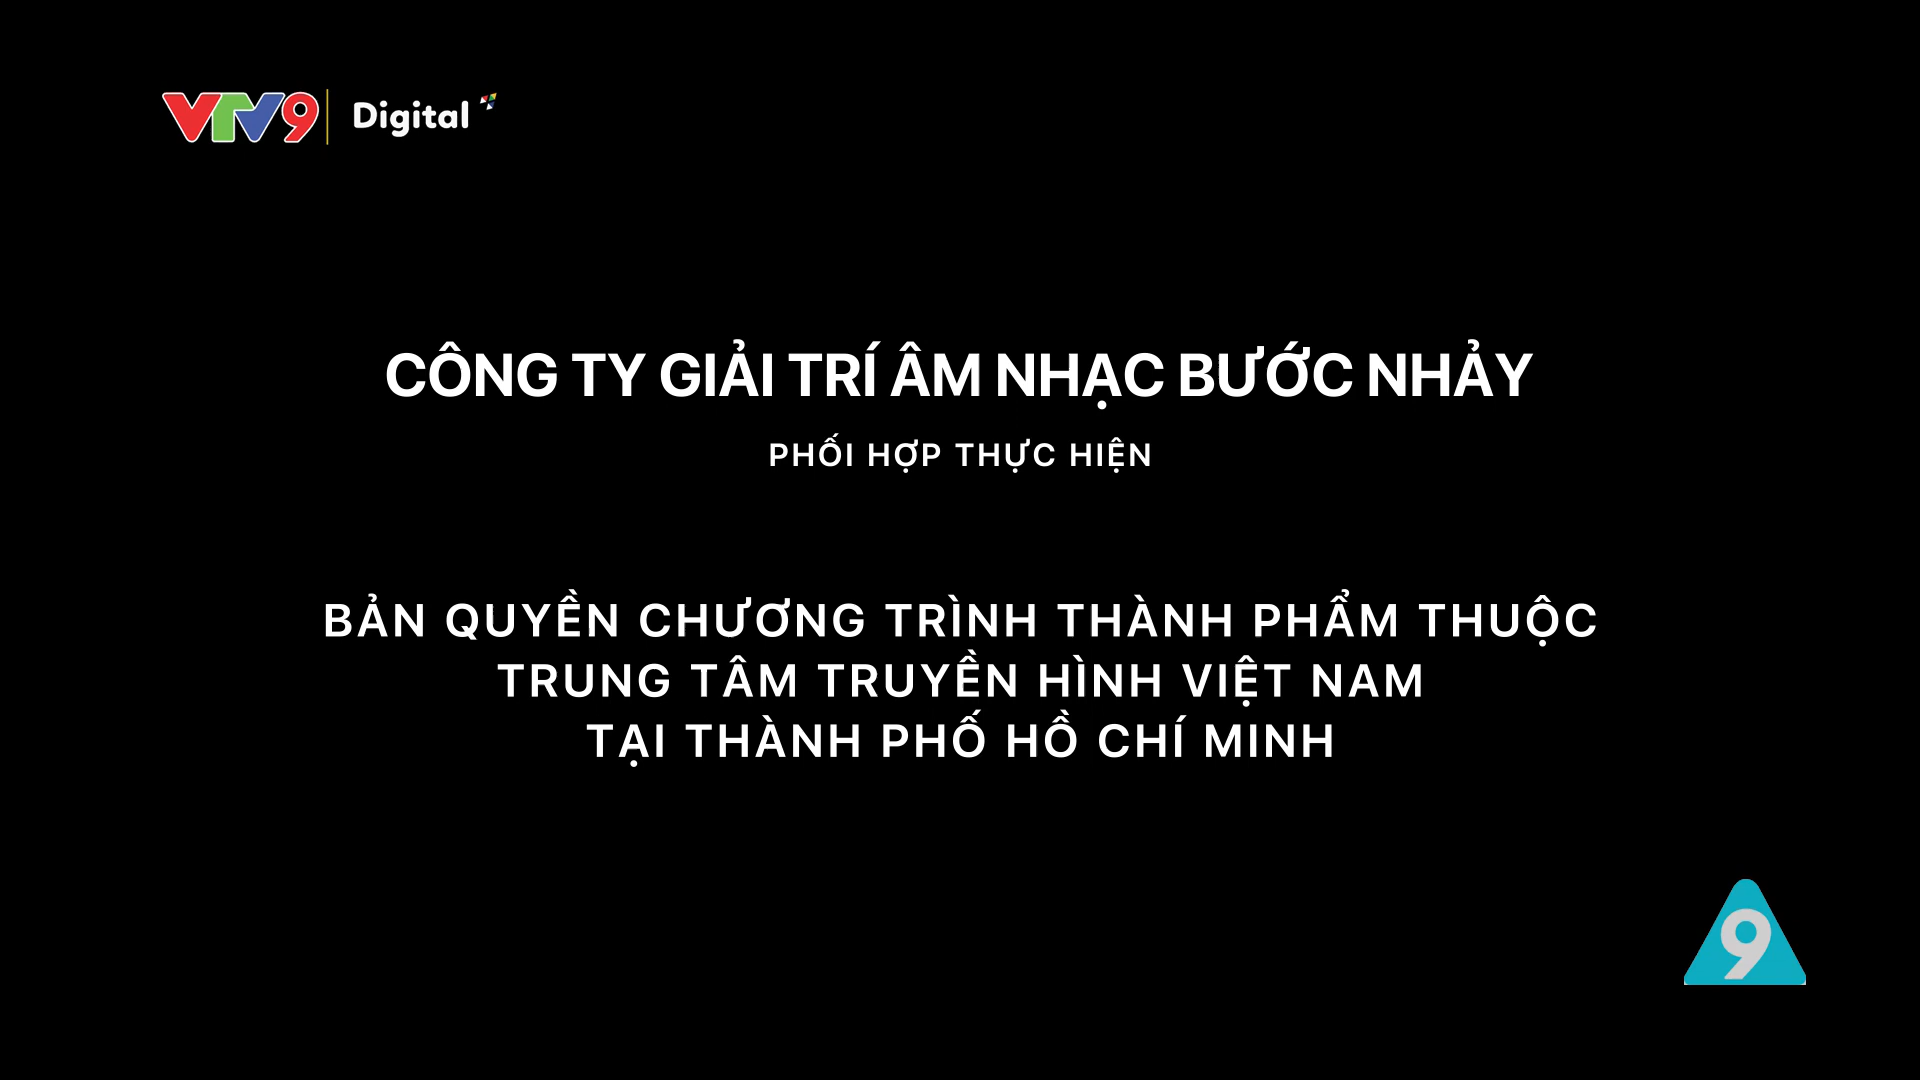 VTV9 Digital
CÔNG TY GIẢI TRÍ ÂM NHẠC BƯỚC NHẢY
PHỐI HỢP THỰC HIỆN
BẢN QUYỀN CHƯƠNG TRÌNH THÀNH PHẨM THUỘC
TRUNG TÂM TRUYỀN HÌNH VIỆT NAM
TẠI THÀNH PHỐ HỒ CHÍ MINH
9